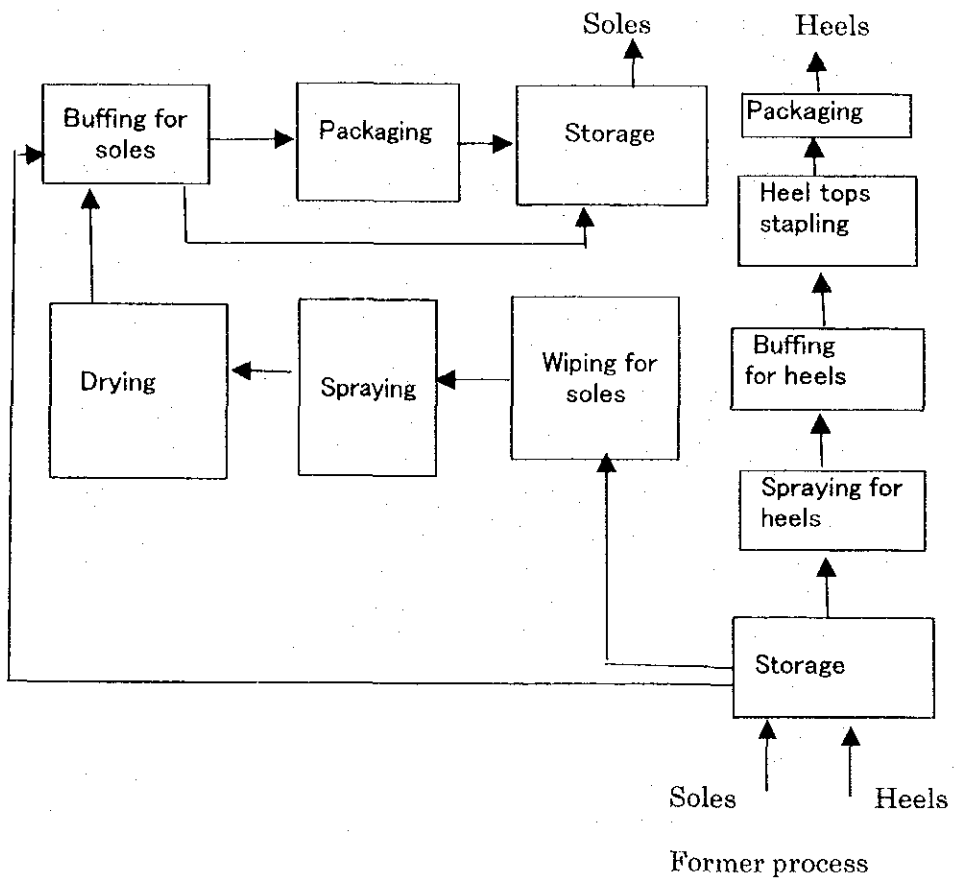 Soles
Heels
Buffing for
soles
Packaging
Storage
Packaging
Heel tops
stapling
Drying
Spraying
Wiping for
soles
Buffing
for heels
Spraying for
heels
Storage
Soles
Heels
Former process